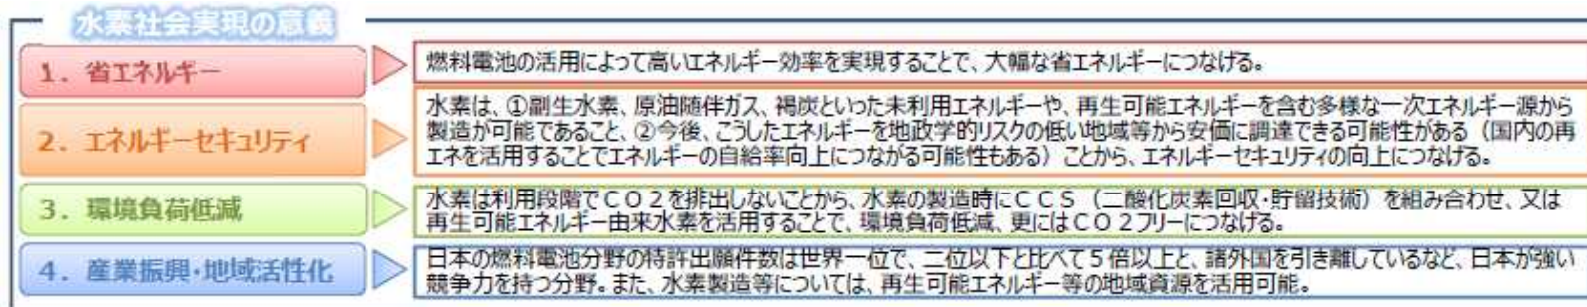 水素社会実現の意義
1. 省エネルギー
燃料電池の活用によって高いエネルギー効率を実現することで、大幅な省エネルギーにつなげる。
2. エネルギーセキュリティ
水素は、①副生水素、原油随伴ガス、褐炭といった未利用エネルギーや、再生可能エネルギーを含む多様な一次エネルギー源から
製造が可能であること、②今後、こうしたエネルギーを地政学的リスクの低い地域等から安価に調達できる可能性がある（国内の再
エネを活用することでエネルギーの自給率向上につながる可能性もある）ことから、エネルギーセキュリティの向上につなげる。
3. 環境負荷低減
水素は利用段階でＣＯ２を排出しないことから、水素の製造時にＣＣＳ（二酸化炭素回収・貯留技術）を組み合わせ、又は
再生可能エネルギー由来水素を活用することで、環境負荷低減、更にはＣＯ２フリーにつなげる。
4. 産業振興・地域活性化
日本の燃料電池分野の特許出願件数は世界一位で、二位以下と比べて５倍以上と、諸外国を引き離しているなど、日本が強い
競争力を持つ分野。また、水素製造等については、再生可能エネルギー等の地域資源を活用可能。